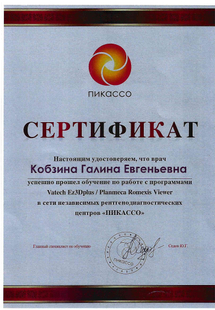 ПИКАССО
СЕРТИФИКАТ
Настоящим удостоверяем, что врач
Кобзина Галина Евгеньевна
успешно прошел обучение по работе с программами
Vatech Ez3Dplus / Planmeca Romexis Viewer
в сети независимых рентгенодиагностических
центров «ПИКАССО»
Главный специалист по обучению